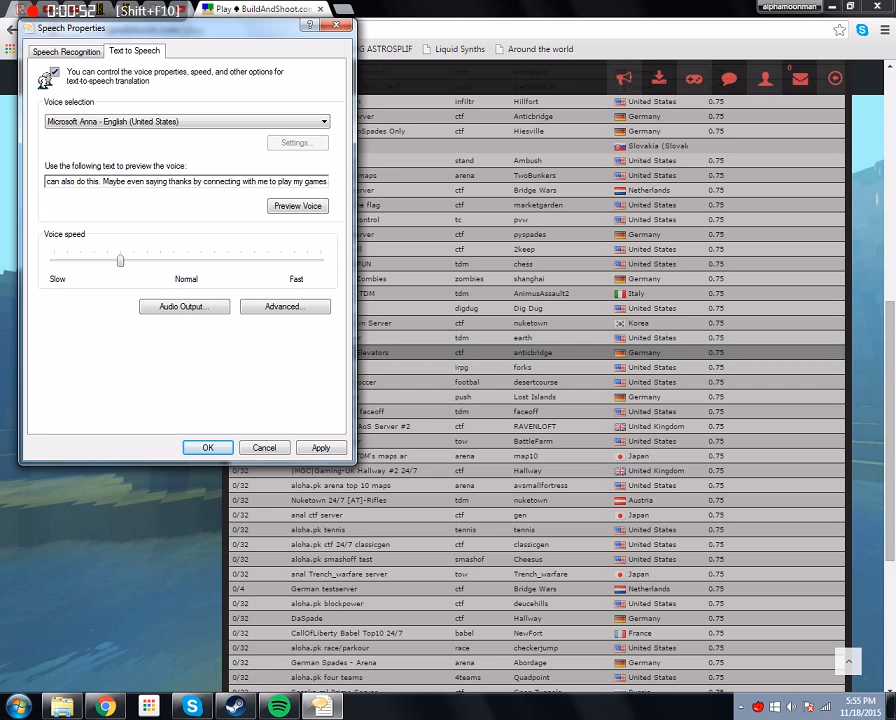 0:00:52 [Shift+F10]
Play ♠ BuildAndShoot.con
alphamoonman
Speech Properties
ASTROSPLIF Liquid Synths Around the world
Speech Recognition Text to Speech
You can control the voice properties, speed, and other options for
text-to-speech translation
Voice selection
Microsoft Anna - English (United States)
Settings...
Use the following text to preview the voice:
can also do this. Maybe even saying thanks by connecting with me to play my games.
Preview Voice
Voice speed
Slow Normal Fast
Audio Output... Advanced...
OK Cancel Apply
infiltr Hillfort United States 0.75
erver ctf Anticbridge Germany 0.75
Spades Only ctf Hiesville Germany 0.75
Slovakia (Slovak
stand Ambush United States 0.75
maps arena TwoBunkers United States 0.75
erver ctf Bridge Wars Netherlands 0.75
e flag ctf marketgarden United States 0.75
ontrol tc pvw United States 0.75
ctf pyspades Germany 0.75
ctf 2keep United States 0.75
FUN tdm chess United States 0.75
Zombies zombies shanghai Germany 0.75
TDM tdm AnimusAssault2 Italy 0.75
digdug Dig Dug United States 0.75
wn Server ctf nuketown Korea 0.75
tdm earth United States 0.75
levators ctf anticbridge Germany 0.75
irpg forks United States 0.75
occer footbal desertcourse United States 0.75
push Lost Islands Germany 0.75
faceoff tdm faceoff United States 0.75
AoS Server #2 ctf RAVENLOFT United Kingdom 0.75
tow BattleFarm United States 0.75
T0M's maps ar arena map10 Japan 0.75
0/32 [MGC]Gaming-UK Hallway #2 24/7 ctf Hallway United Kingdom 0.75
0/32 aloha.pk arena top 10 maps arena avsmallfortress United States 0.75
0/32 Nuketown 24/7 [AT]-Rifles tdm nuketown Austria 0.75
0/32 anal ctf server ctf gen Japan 0.75
0/32 aloha.pk tennis tennis tennis United States 0.75
0/32 aloha.pk ctf 24/7 classicgen ctf classicgen United States 0.75
0/32 aloha.pk smashoff test smashof Cheesus United States 0.75
0/32 anal Trench_warfare server tow Trench_warfare Japan 0.75
0/4 German testserver ctf Bridge Wars Netherlands 0.75
0/32 aloha.pk blockpower ctf deucehills United States 0.75
0/32 DaSpade ctf Hallway Germany 0.75
0/32 CallOfLiberty Babel Top10 24/7 babel NewFort France 0.75
0/32 aloha.pk race/parkour race checkerjump United States 0.75
0/32 German Spades - Arena arena Abordage Germany 0.75
0/32 aloha.pk four teams 4teams Quadpoint United States 0.75
5:55 PM
11/18/2015